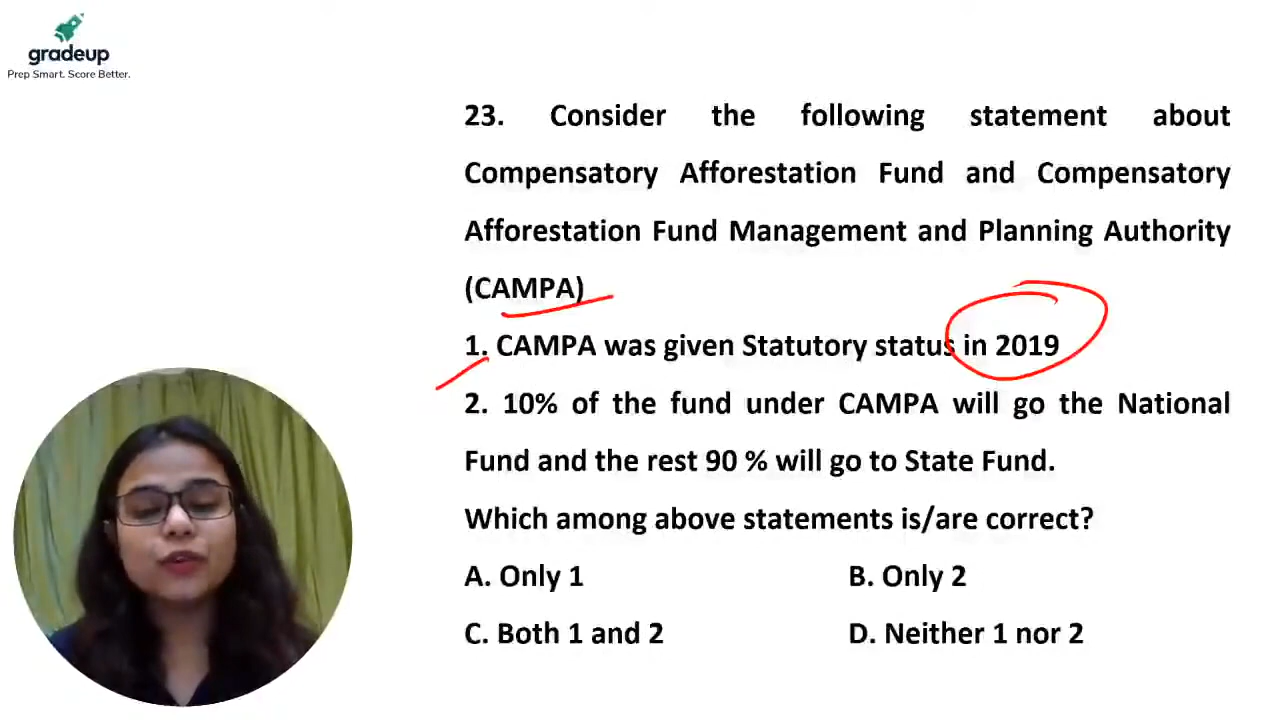 gradeup
Prep Smart. Score Better.
23. Consider the following statement about
Compensatory Afforestation Fund and Compensatory
Afforestation Fund Management and Planning Authority
(CAMPA)
1. CAMPA was given Statutory status in 2019
2. 10% of the fund under CAMPA will go the National
Fund and the rest 90 % will go to State Fund.
Which among above statements is/are correct?
A. Only 1 B. Only 2
C. Both 1 and 2 D. Neither 1 nor 2